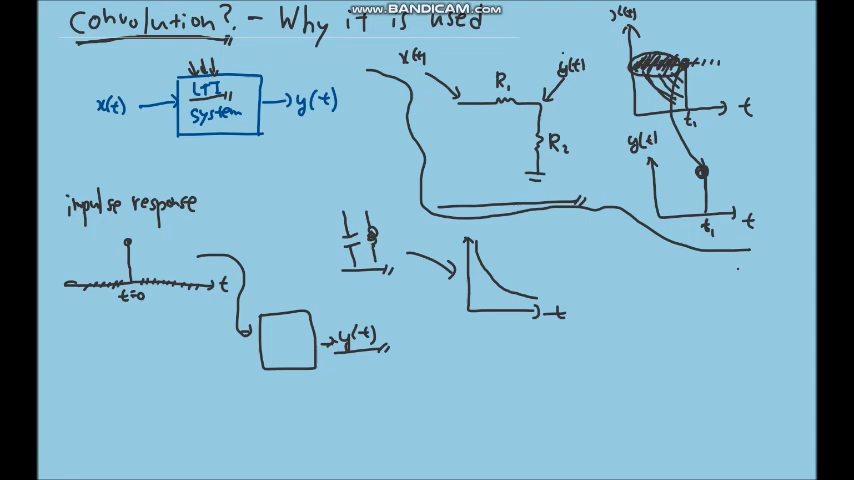 www.BANDICAM.com
Convolution? - Why it is used
x(t)
LTI
system
y(t)
x(t)
R1
y(t)
R2
x(t)
t
t1
y(t)
t
t1
impulse response
t
t=0
y(t)
t